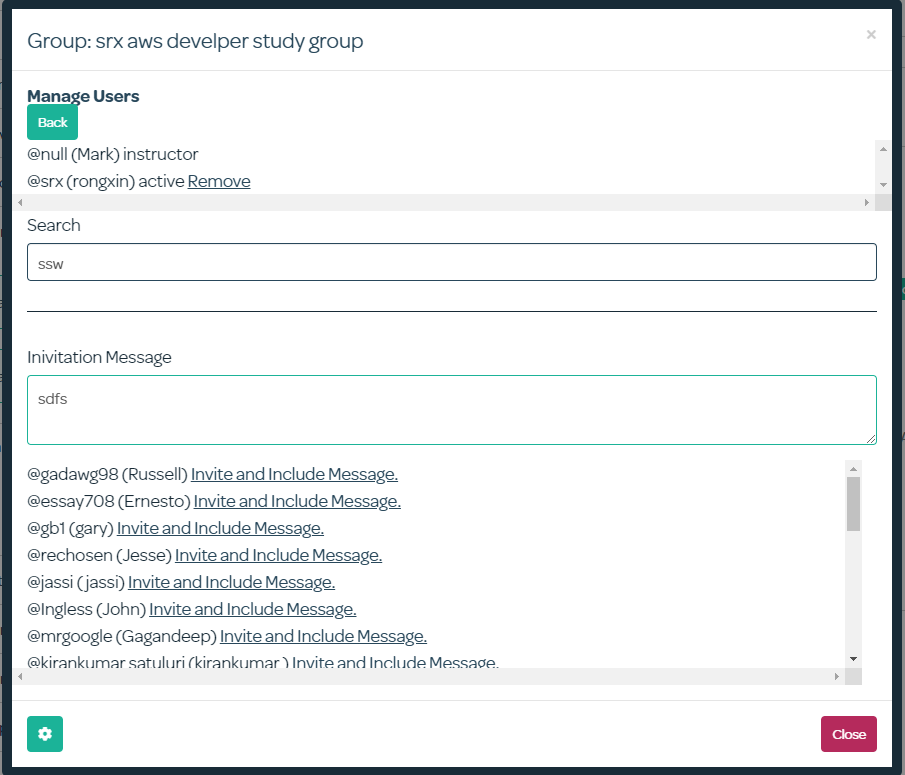 Group: srx aws develper study group
×
Manage Users
Back
@null (Mark) instructor
@srx (rongxin) active Remove
Search
ssw
Inivitation Message
sdfs
@gadawg98 (Russell) Invite and Include Message.
@essay708 (Ernesto) Invite and Include Message.
@gb1 (gary) Invite and Include Message.
@rechosen (Jesse) Invite and Include Message.
@jassi (jassi) Invite and Include Message.
@Ingless (John) Invite and Include Message.
@mrgoogle (Gagandeep) Invite and Include Message.
@kirankumar satuluri (kirankumar ) Invite and Include Message.
Close